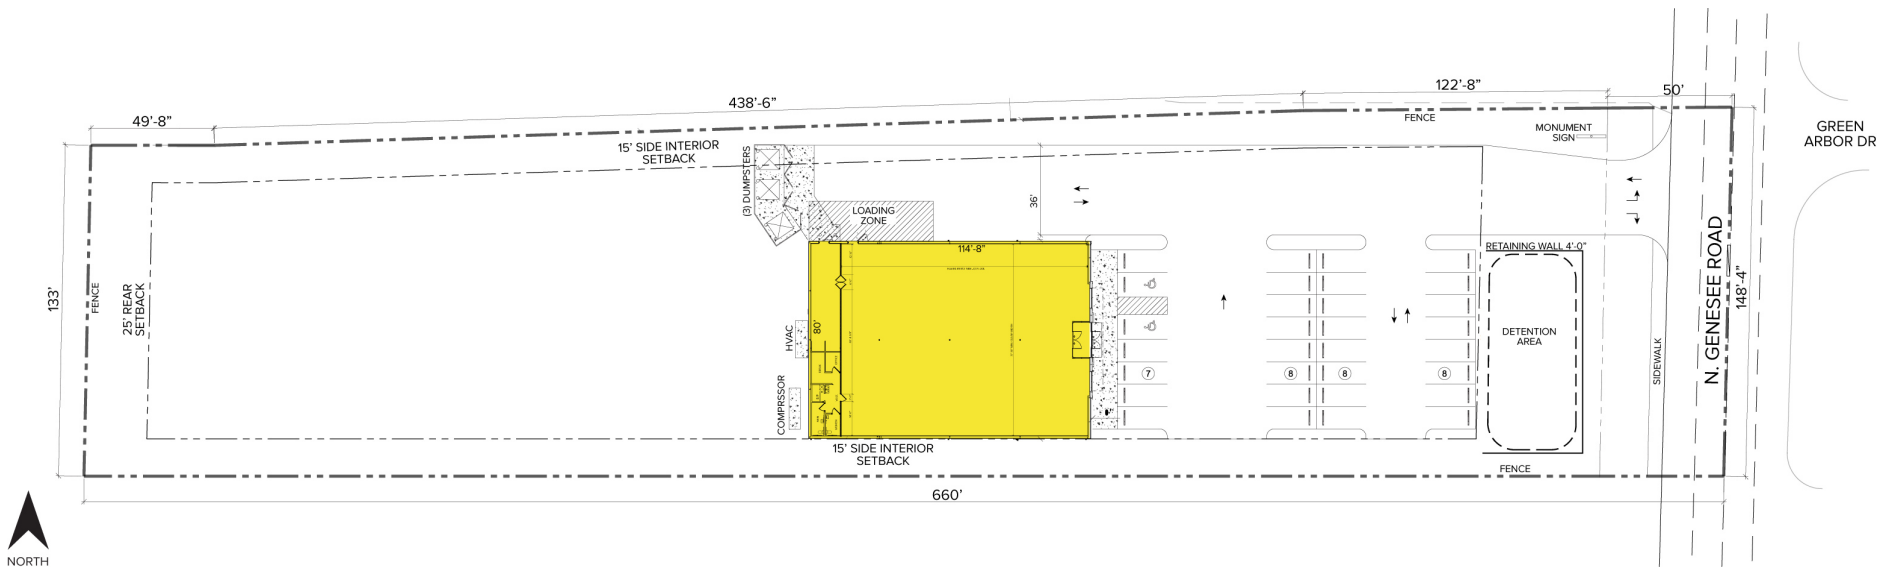 122'-8"
50'
438'-6"
49'-8"
FENCE
MONUMENT
SIGN
GREEN
ARBOR DR
15' SIDE INTERIOR
SETBACK
(3) DUMPSTERS
36'
LOADING
ZONE
114'-8"
RETAINING WALL 4'-0"
N. GENESEE ROAD
148'-4"
133'
FENCE
25' REAR
SETBACK
HVAC
80'
DETENTION
AREA
SIDEWALK
7
8
8
8
COMPRSSOR
15' SIDE INTERIOR
SETBACK
FENCE
660'
NORTH